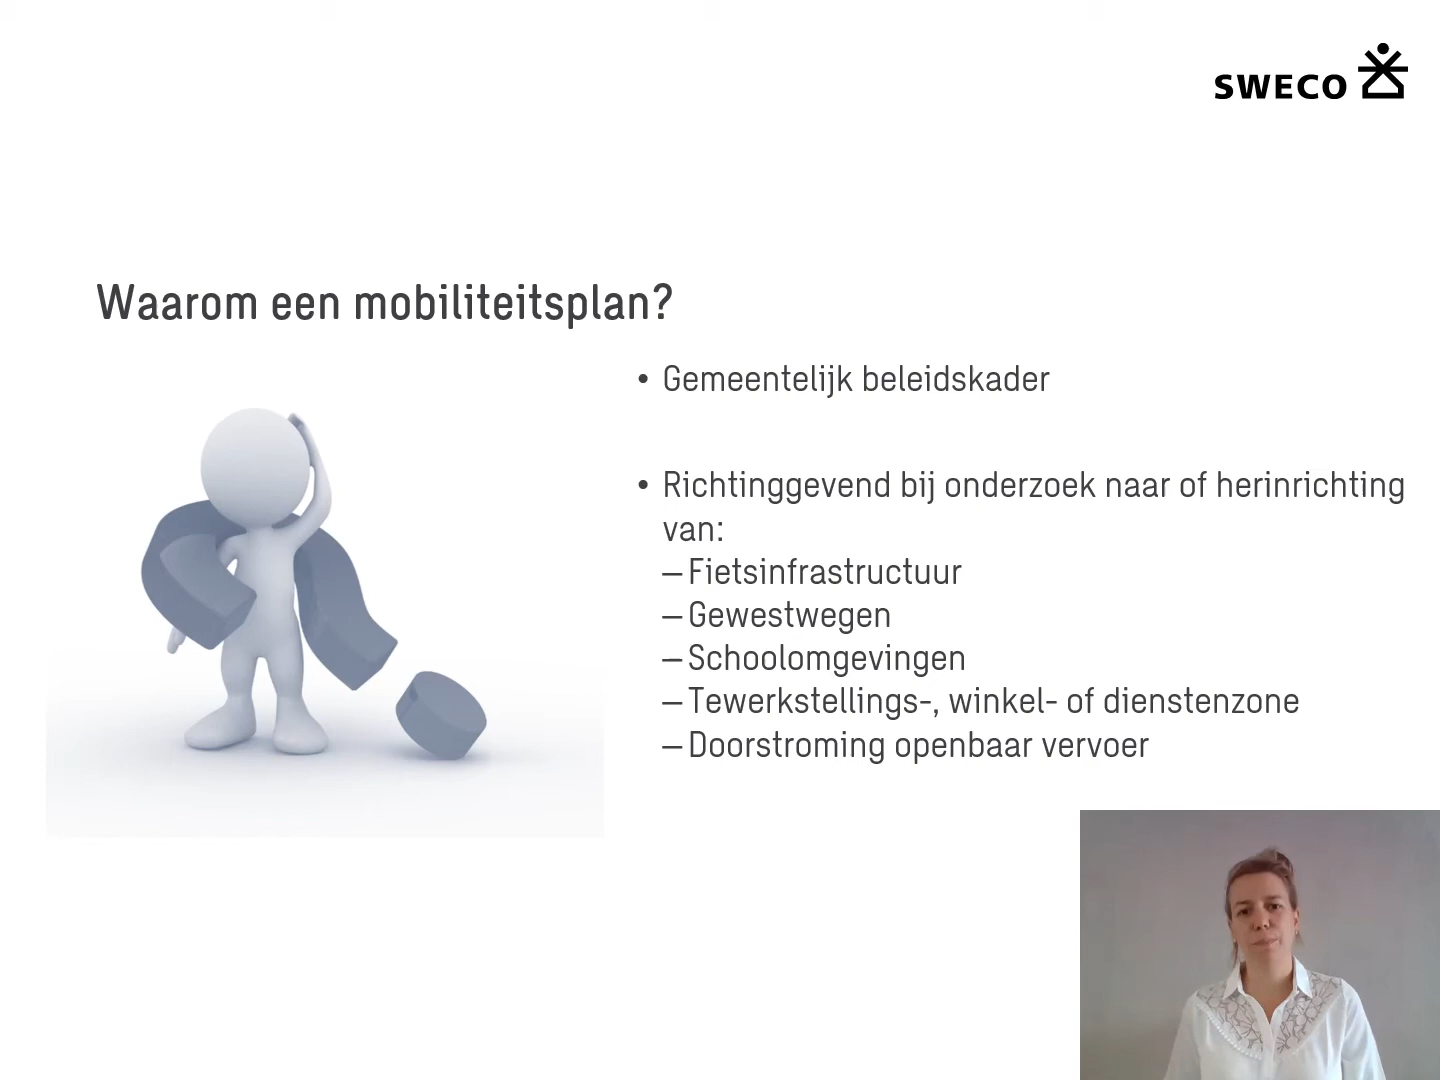 SWECO
Waarom een mobiliteitsplan?
• Gemeentelijk beleidskader
• Richtinggevend bij onderzoek naar of herinrichting
van:
– Fietsinfrastructuur
– Gewestwegen
– Schoolomgevingen
– Tewerkstellings-, winkel- of dienstenzone
– Doorstroming openbaar vervoer